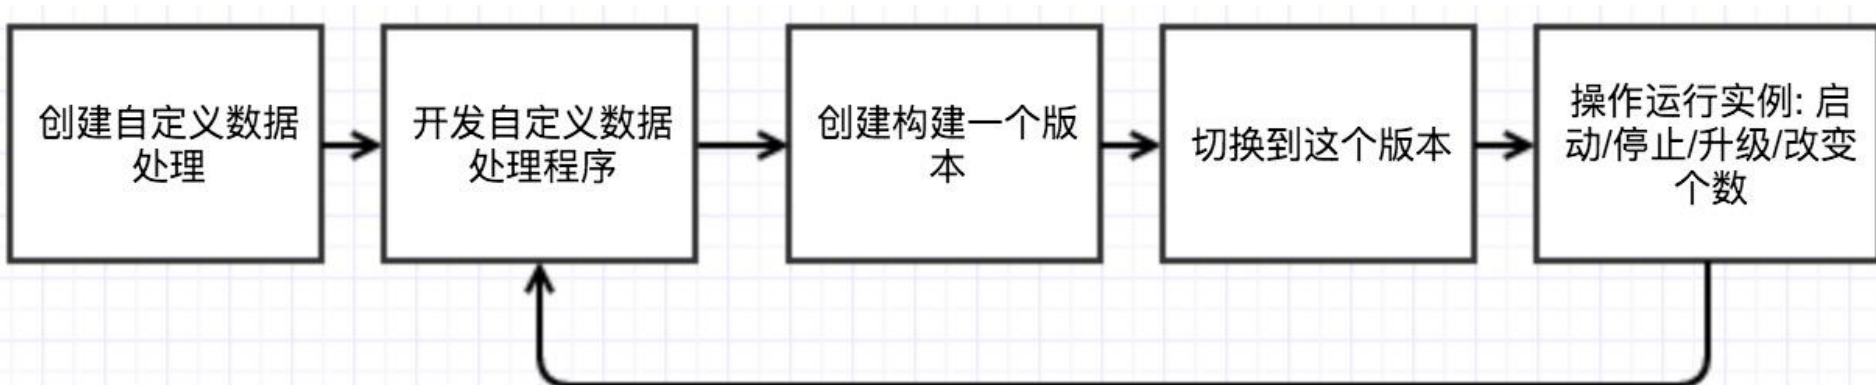 创建自定义数据
处理
开发自定义数据
处理程序
创建构建一个版
本
切换到这个版本
操作运行实例: 启
动/停止/升级/改变
个数